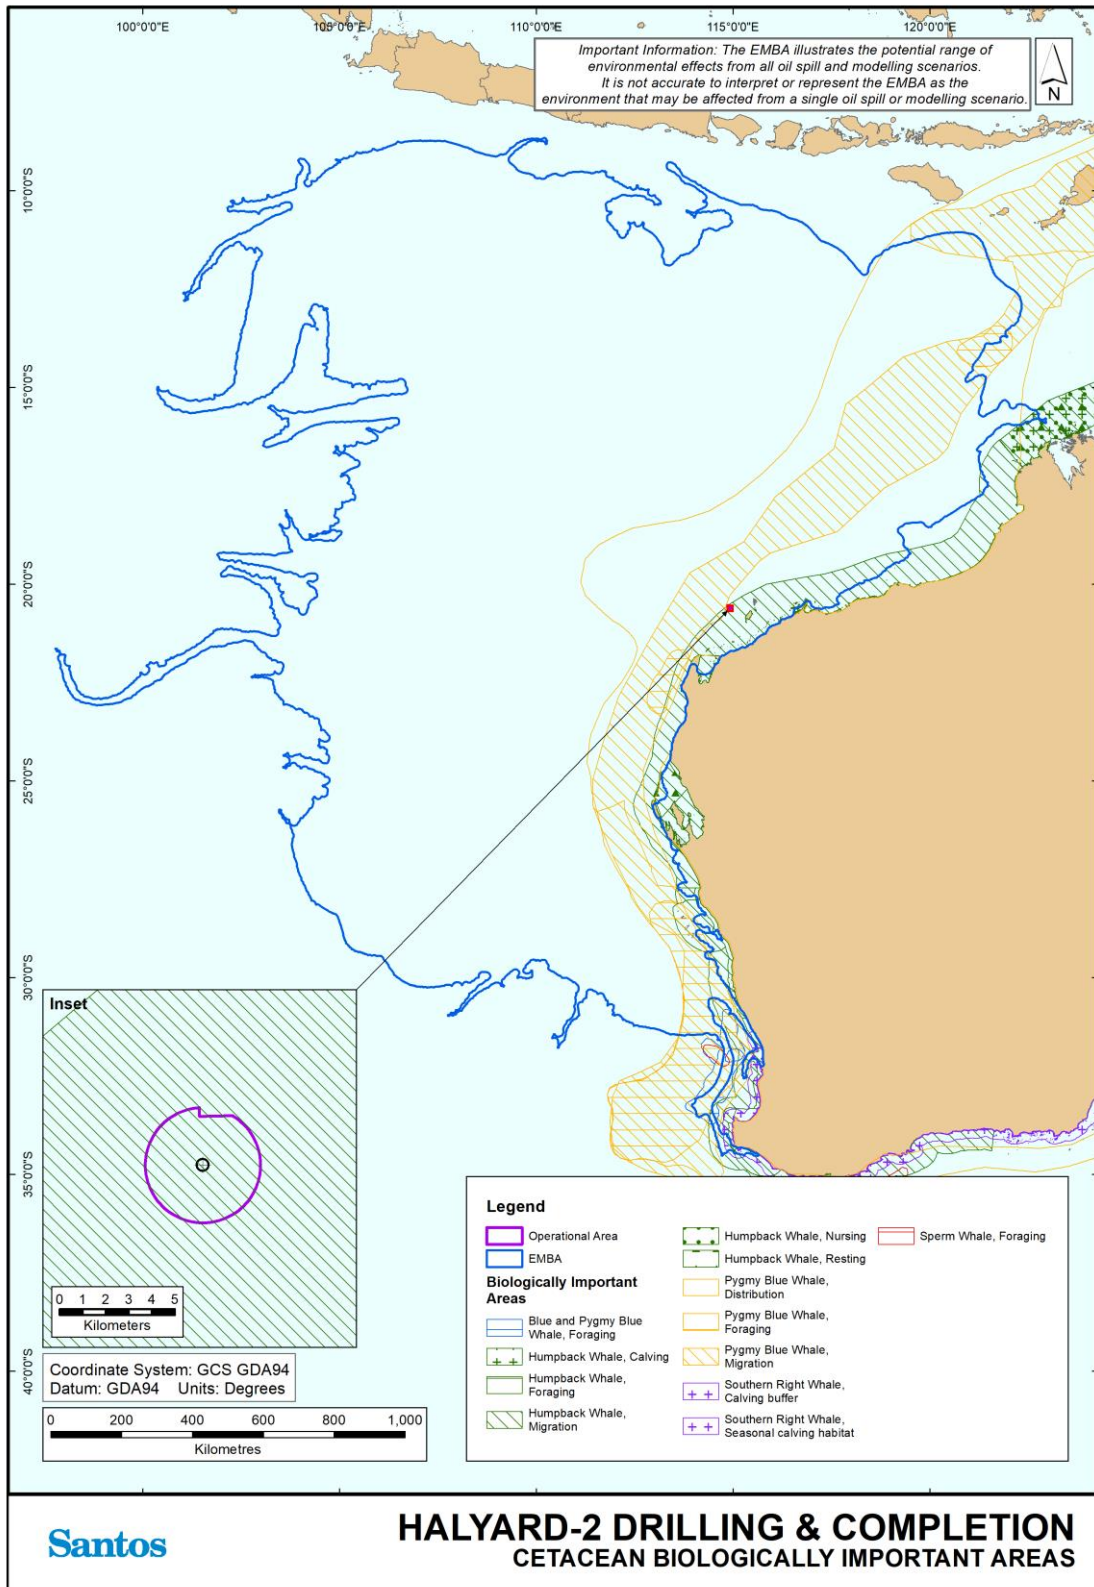 100°0'0"E
105°0'0"E
110°0'0"E
115°0'0"E
120°0'0"E
Important Information: The EMBA illustrates the potential range of
environmental effects from all oil spill and modelling scenarios.
It is not accurate to interpret or represent the EMBA as the
environment that may be affected from a single oil spill or modelling scenario.
N
10°0'0"S
15°0'0"S
20°0'0"S
25°0'0"S
30°0'0"S
35°0'0"S
40°0'0"S
Inset
0 1 2 3 4 5
Kilometers
Coordinate System: GCS GDA94
Datum: GDA94 Units: Degrees
0 200 400 600 800 1,000
Kilometres
Legend
Operational Area
EMBA
Biologically Important
Areas
Blue and Pygmy Blue
Whale, Foraging
Humpback Whale, Calving
Humpback Whale,
Foraging
Humpback Whale,
Migration
Humpback Whale, Nursing
Humpback Whale, Resting
Pygmy Blue Whale,
Distribution
Pygmy Blue Whale,
Foraging
Pygmy Blue Whale,
Migration
Southern Right Whale,
Calving buffer
Southern Right Whale,
Seasonal calving habitat
Sperm Whale, Foraging
Santos
HALYARD-2 DRILLING & COMPLETION
CETACEAN BIOLOGICALLY IMPORTANT AREAS